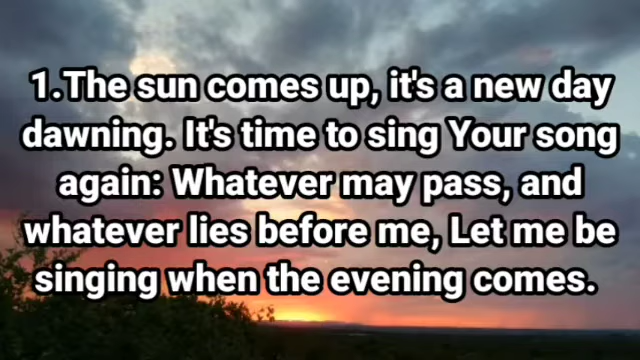 1.The sun comes up, it's a new day
dawning. It's time to sing Your song
again: Whatever may pass, and
whatever lies before me, Let me be
singing when the evening comes.